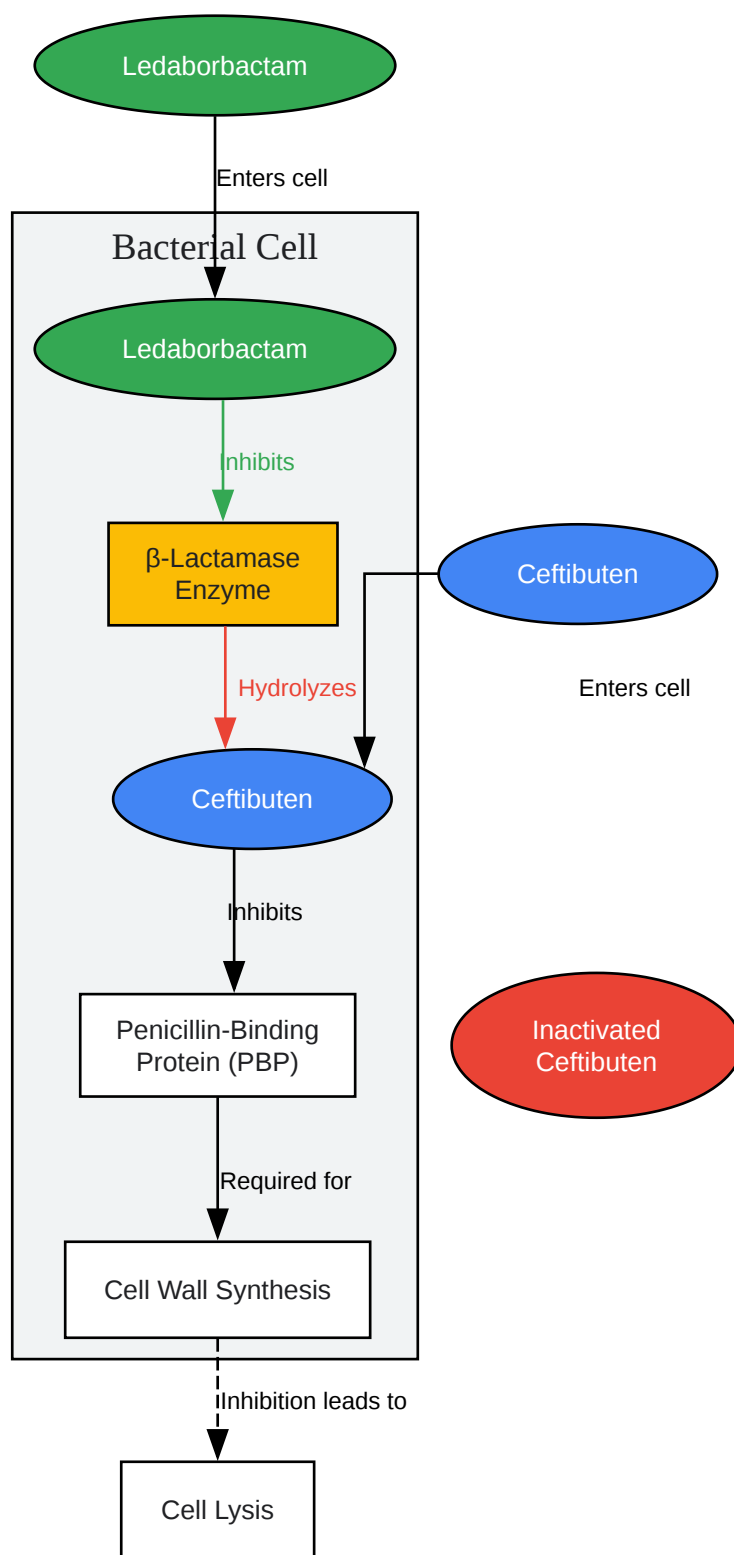 Ledaborbactam
Enters cell
Bacterial Cell
Ledaborbactam
Inhibits
β-Lactamase
Enzyme
Ceftibuten
Hydrolyzes
Enters cell
Ceftibuten
Inhibits
Penicillin-Binding
Protein (PBP)
Inactivated
Ceftibuten
Required for
Cell Wall Synthesis
Inhibition leads to
Cell Lysis